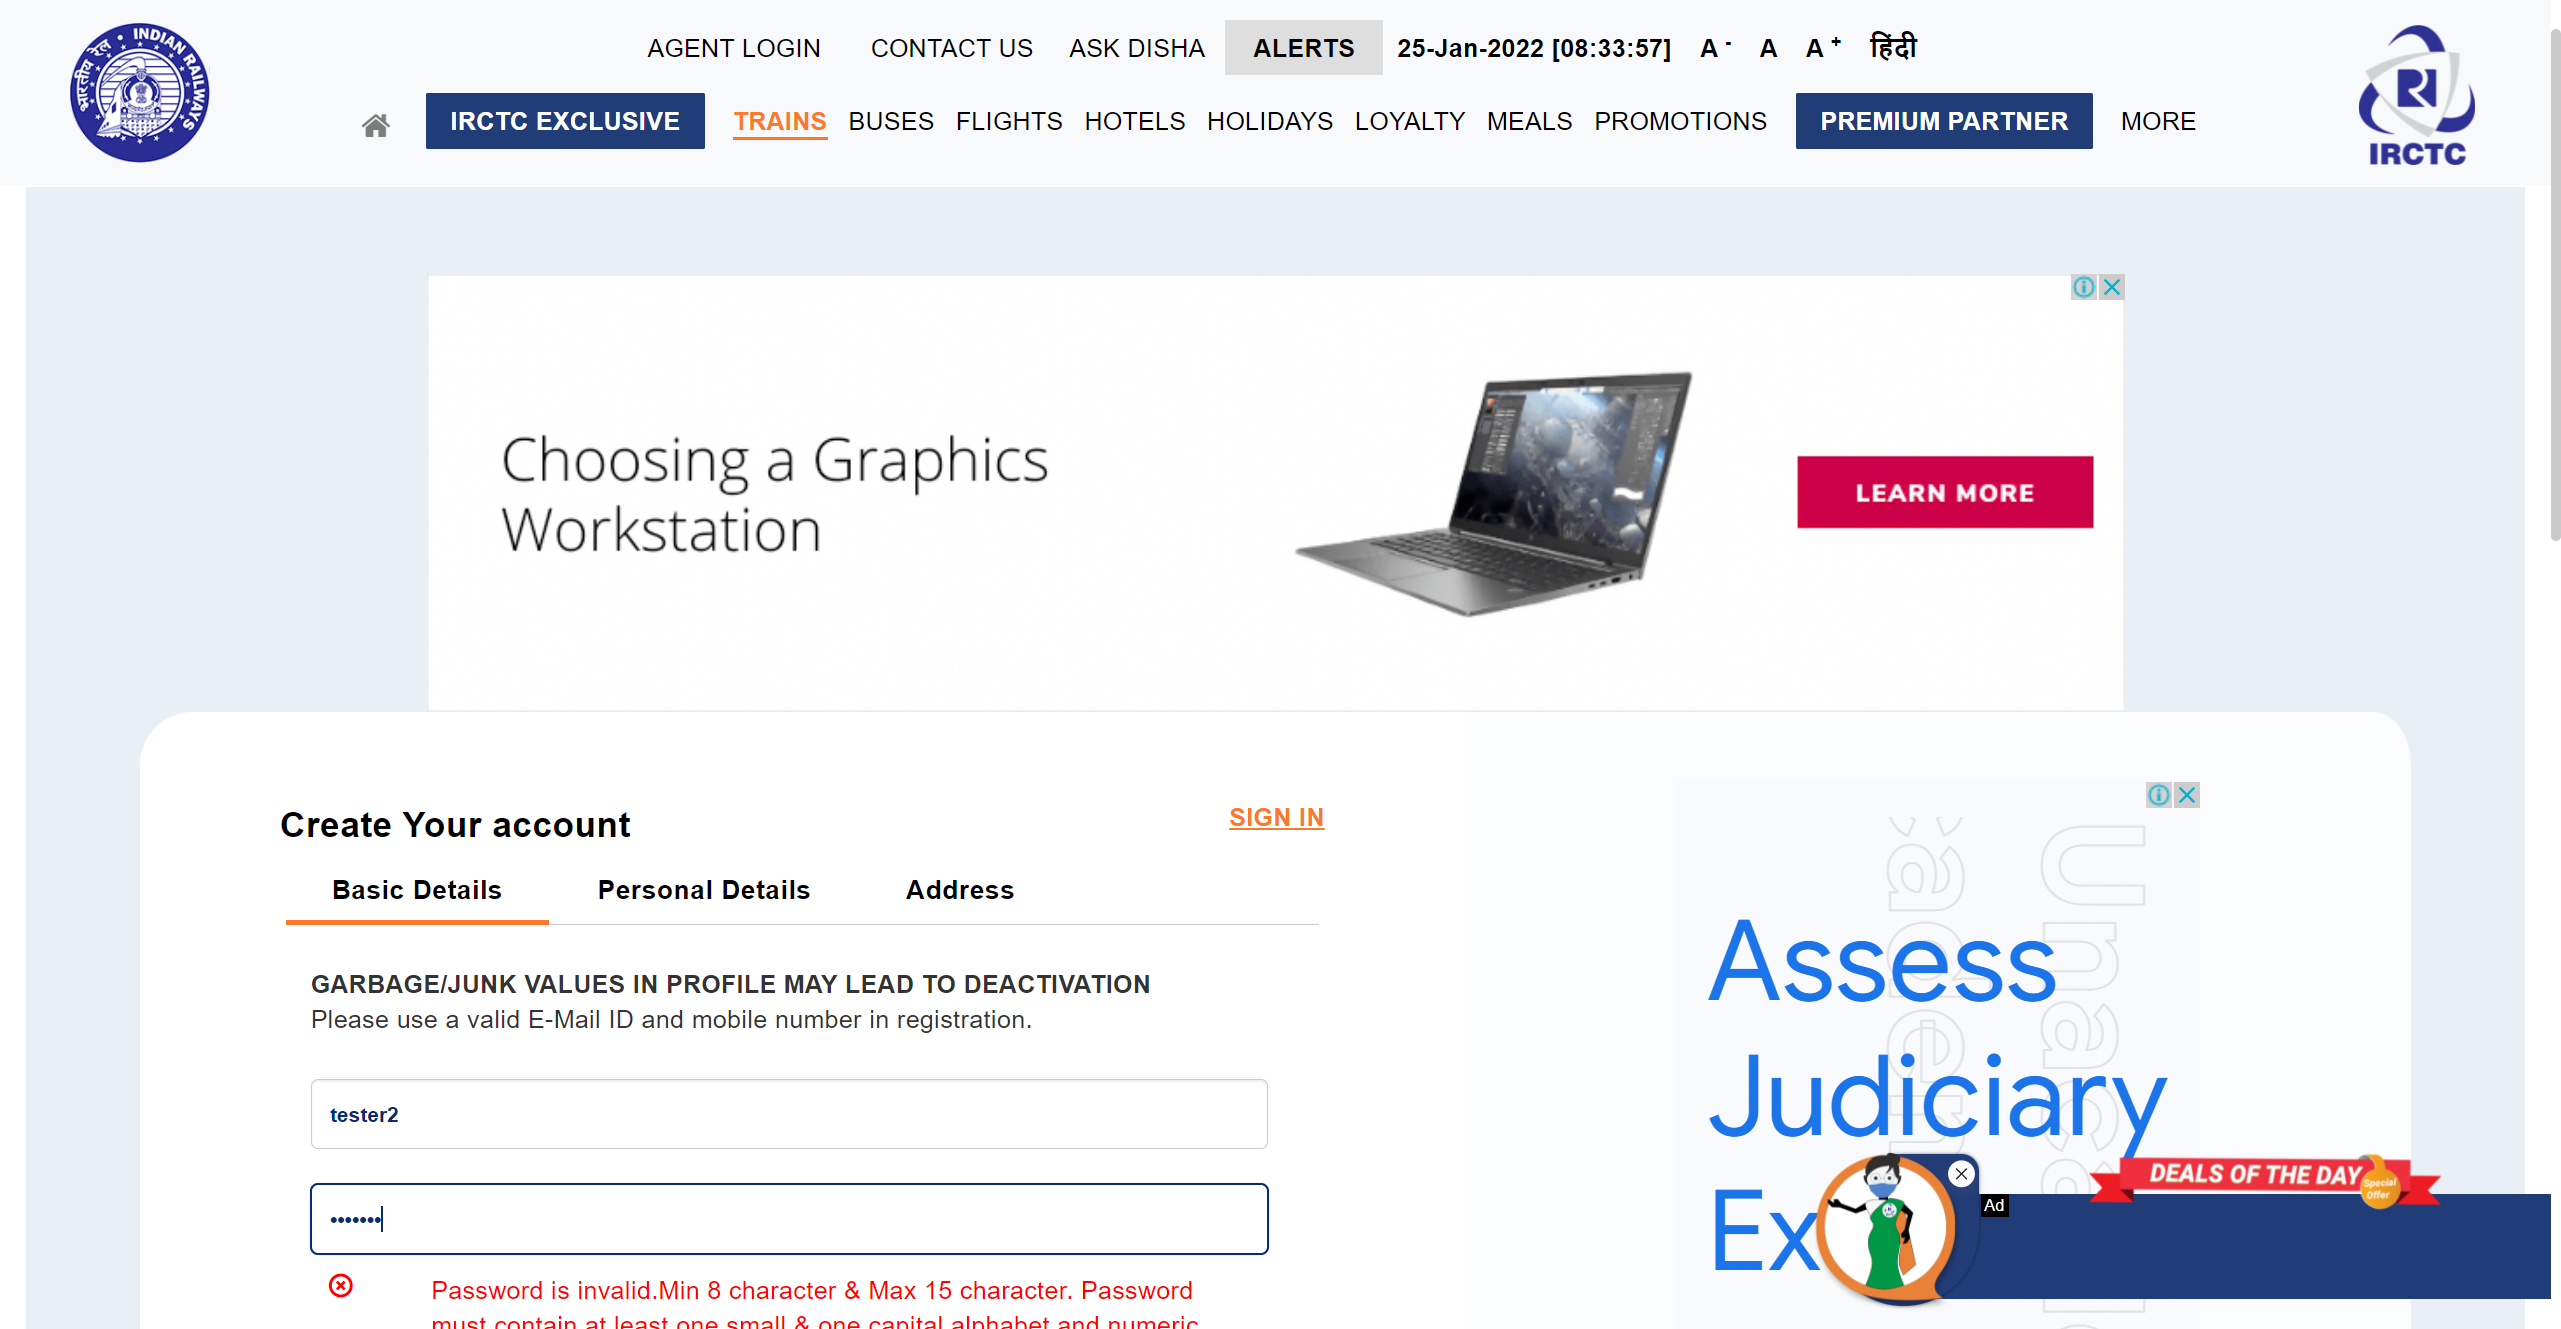 भारतीय रेल • INDIAN RAILWAYS
AGENT LOGIN CONTACT US ASK DISHA ALERTS 25-Jan-2022 [08:33:57] A - A A + हिंदी
IRCTC EXCLUSIVE TRAINS BUSES FLIGHTS HOTELS HOLIDAYS LOYALTY MEALS PROMOTIONS PREMIUM PARTNER MORE
IRCTC
Choosing a Graphics
Workstation
LEARN MORE
Create Your account
SIGN IN
Basic Details Personal Details Address
GARBAGE/JUNK VALUES IN PROFILE MAY LEAD TO DEACTIVATION
Please use a valid E-Mail ID and mobile number in registration.
tester2
•••••••
Password is invalid.Min 8 character & Max 15 character. Password
must contain at least one small & one capital alphabet and numeric
Assess
Judiciary
Ex
DEALS OF THE DAY
Special
Offer
Ad